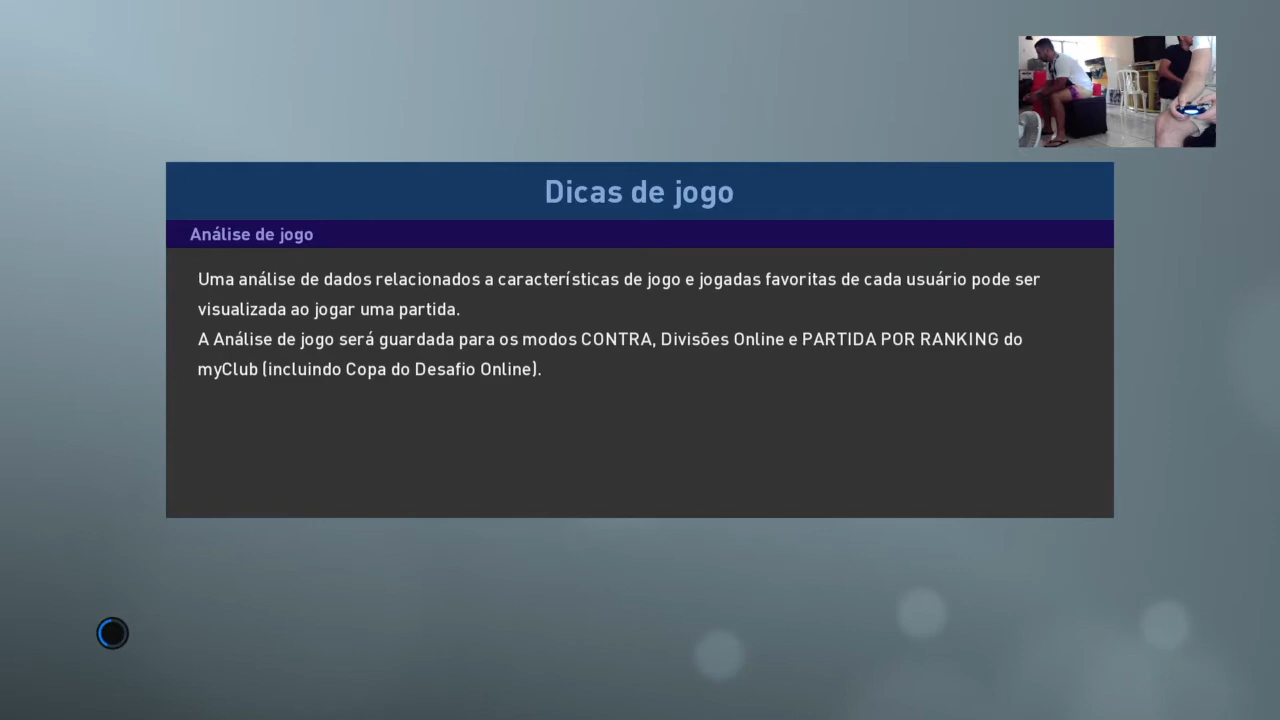 Dicas de jogo
Análise de jogo
Uma análise de dados relacionados a características de jogo e jogadas favoritas de cada usuário pode ser
visualizada ao jogar uma partida.
A Análise de jogo será guardada para os modos CONTRA, Divisões Online e PARTIDA POR RANKING do
myClub (incluindo Copa do Desafio Online).